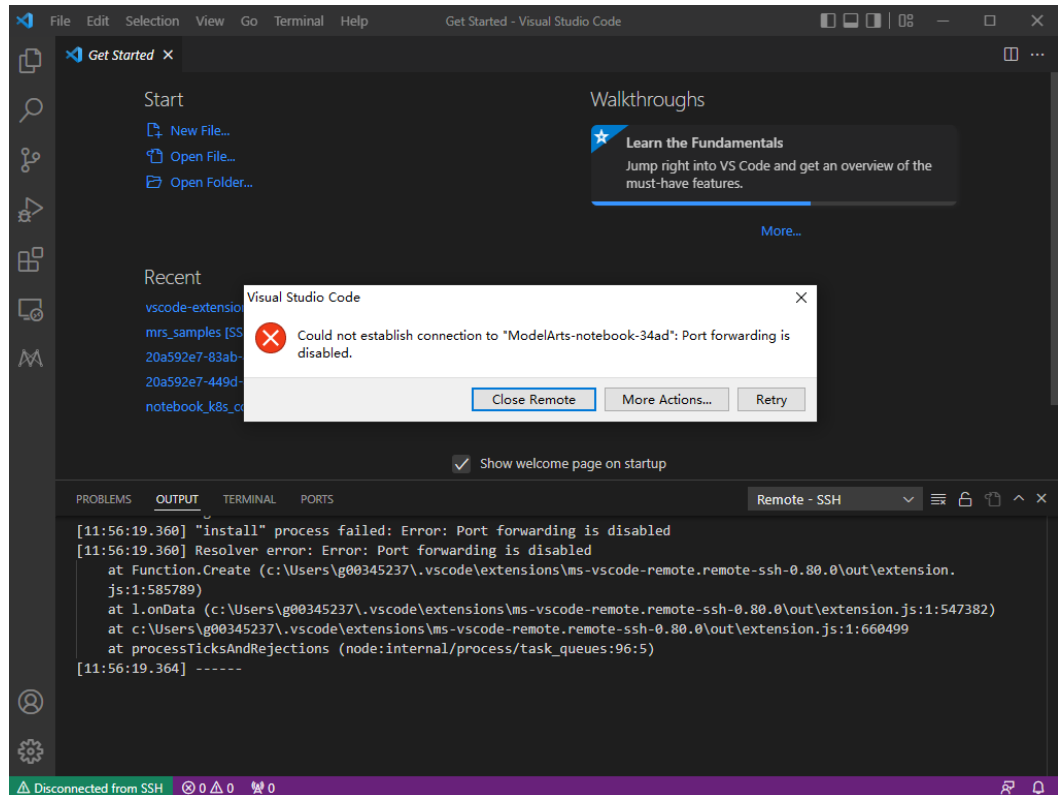 File Edit Selection View Go Terminal Help Get Started - Visual Studio Code
Get Started
Start
New File...
Open File...
Open Folder...
Walkthroughs
Learn the Fundamentals
Jump right into VS Code and get an overview of the
must-have features.
More...
Recent
vscode-extension
mrs_samples [SS
20a592e7-83ab-
20a592e7-449d-
notebook_k8s_co
Visual Studio Code
Could not establish connection to "ModelArts-notebook-34ad": Port forwarding is
disabled.
Close Remote More Actions... Retry
Show welcome page on startup
PROBLEMS OUTPUT TERMINAL PORTS Remote - SSH
[11:56:19.360] "install" process failed: Error: Port forwarding is disabled
[11:56:19.360] Resolver error: Error: Port forwarding is disabled
at Function.Create (c:\Users\g00345237\.vscode\extensions\ms-vscode-remote.remote-ssh-0.80.0\out\extension.
js:1:585789)
at l.onData (c:\Users\g00345237\.vscode\extensions\ms-vscode-remote.remote-ssh-0.80.0\out\extension.js:1:547382)
at c:\Users\g00345237\.vscode\extensions\ms-vscode-remote.remote-ssh-0.80.0\out\extension.js:1:660499
at processTicksAndRejections (node:internal/process/task_queues:96:5)
[11:56:19.364] ------
Disconnected from SSH 0 0 0